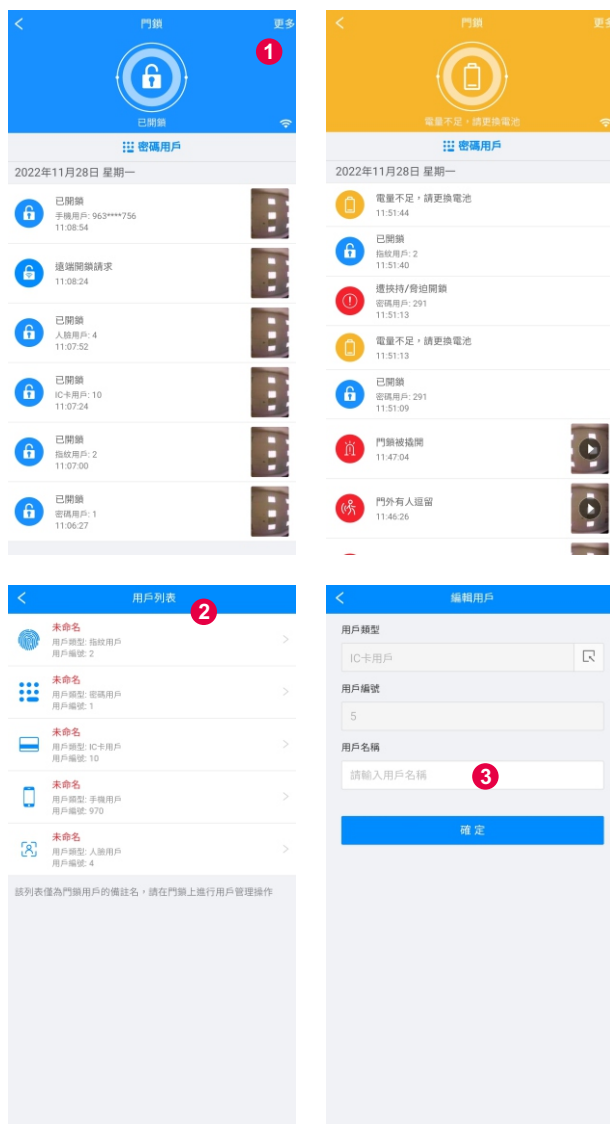 門鎖
更多
1
已開鎖
密碼用戶
2022年11月28日 星期一
已開鎖
手機用戶: 963****756
11:08:54
遠端開鎖請求
11:08:24
已開鎖
人臉用戶: 4
11:07:52
已開鎖
IC卡用戶: 10
11:07:24
已開鎖
指紋用戶: 2
11:07:00
已開鎖
密碼用戶: 1
11:06:27
門鎖
更多
電量不足,請更換電池
密碼用戶
2022年11月28日 星期一
電量不足,請更換電池
11:51:44
已開鎖
指紋用戶: 2
11:51:40
遭挾持/脅迫開鎖
密碼用戶: 291
11:51:13
電量不足,請更換電池
11:51:13
已開鎖
密碼用戶: 291
11:51:09
門鎖被撬開
11:47:04
門外有人逗留
11:46:26
用戶列表
2
未命名
用戶類型: 指紋用戶
用戶編號: 2
未命名
用戶類型: 密碼用戶
用戶編號: 1
未命名
用戶類型: IC卡用戶
用戶編號: 10
未命名
用戶類型: 手機用戶
用戶編號: 970
未命名
用戶類型: 人臉用戶
用戶編號: 4
該列表僅為門鎖用戶的備註名,請在門鎖上進行用戶管理操作
編輯用戶
用戶類型
IC卡用戶
用戶編號
5
用戶名稱
請輸入用戶名稱
3
確定